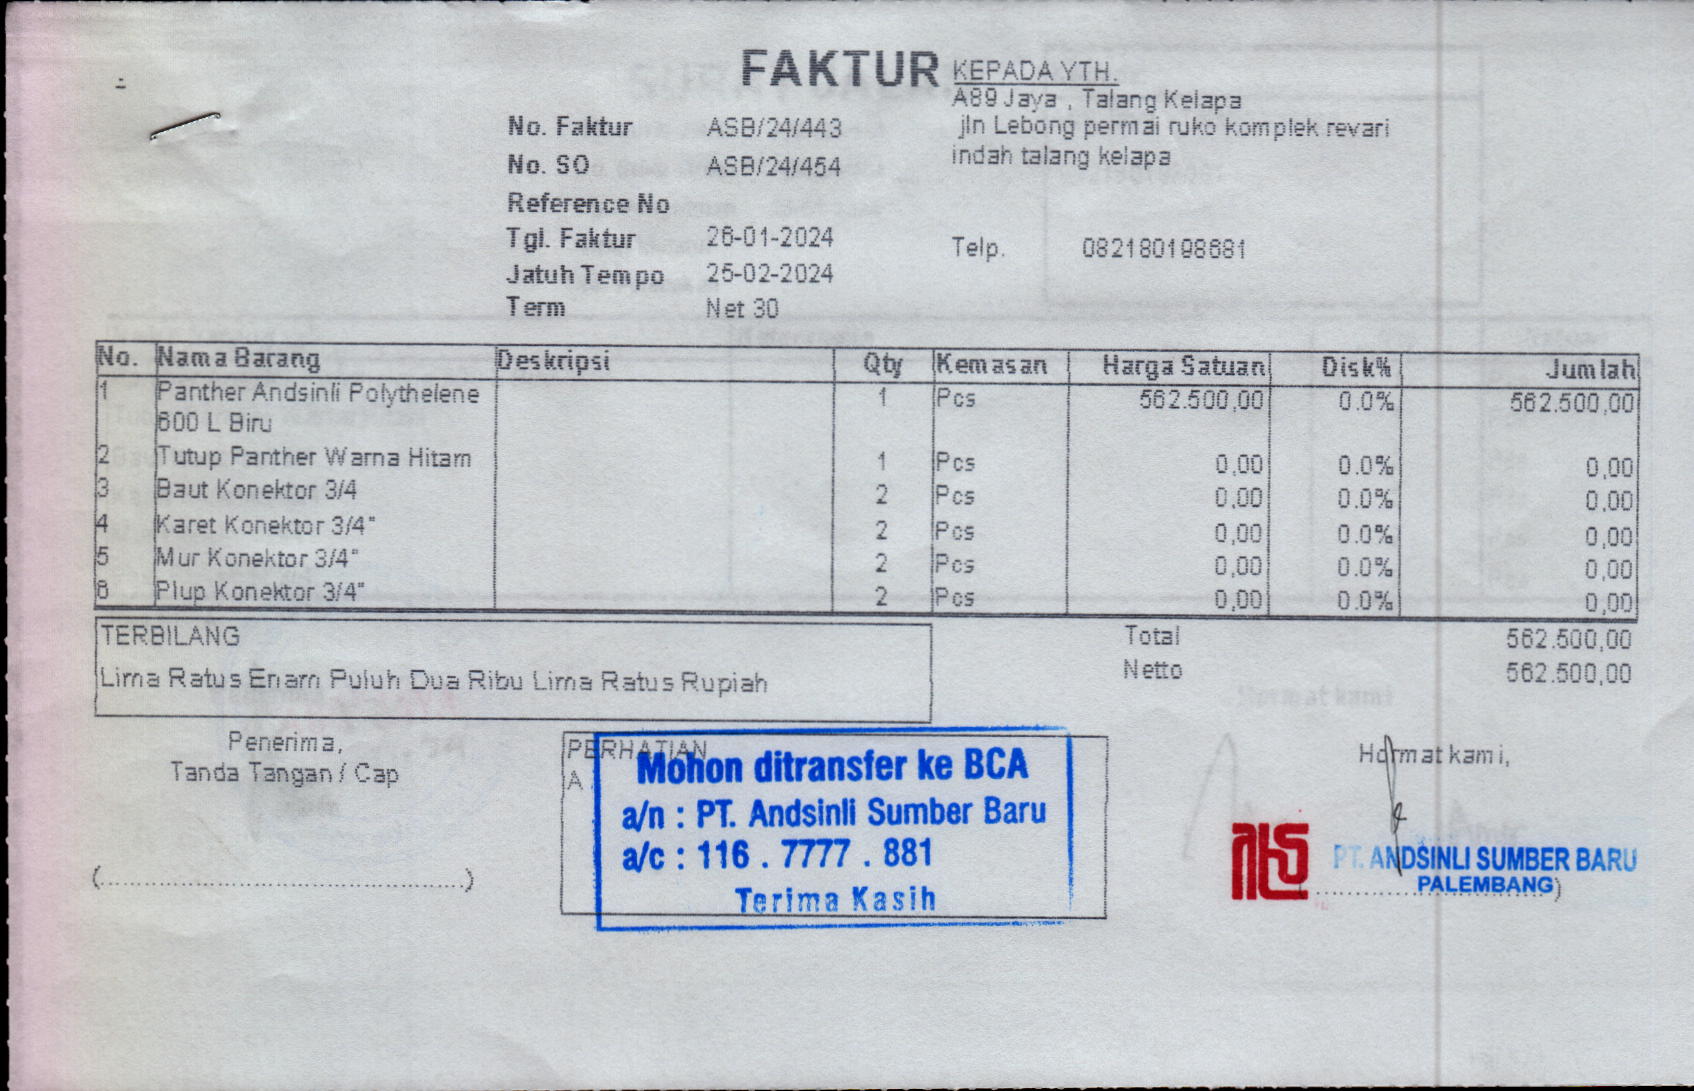 FAKTUR
KEPADA YTH.
A89 Jaya , Talang Kelapa
jln Lebong permai ruko komplek revari
indah talang kelapa
Telp. 082180198681
No. Faktur ASB/24/443
No. SO ASB/24/454
Reference No
Tgl. Faktur 26-01-2024
Jatuh Tempo 25-02-2024
Term Net 30
No. Nama Barang Deskripsi Qty Kemasan Harga Satuan Disk% Jumlah
1 Panther Andsinli Polythelene 1 Pcs 562.500,00 0.0% 562.500,00
600 L Biru
2 Tutup Panther Warna Hitam 1 Pcs 0,00 0.0% 0,00
3 Baut Konektor 3/4 2 Pcs 0,00 0.0% 0,00
4 Karet Konektor 3/4" 2 Pcs 0,00 0.0% 0,00
5 Mur Konektor 3/4" 2 Pcs 0,00 0.0% 0,00
6 Plup Konektor 3/4" 2 Pcs 0,00 0.0% 0,00
TERBILANG
Lima Ratus Enam Puluh Dua Ribu Lima Ratus Rupiah
Total 562.500,00
Netto 562.500,00
Penerima,
Tanda Tangan / Cap
(........................................)
PERHATIAN
A
Mohon ditransfer ke BCA
a/n : PT. Andsinli Sumber Baru
a/c : 116 . 7777 . 881
Terima Kasih
Hormat kami,
PT. ANDSINLI SUMBER BARU
PALEMBANG)